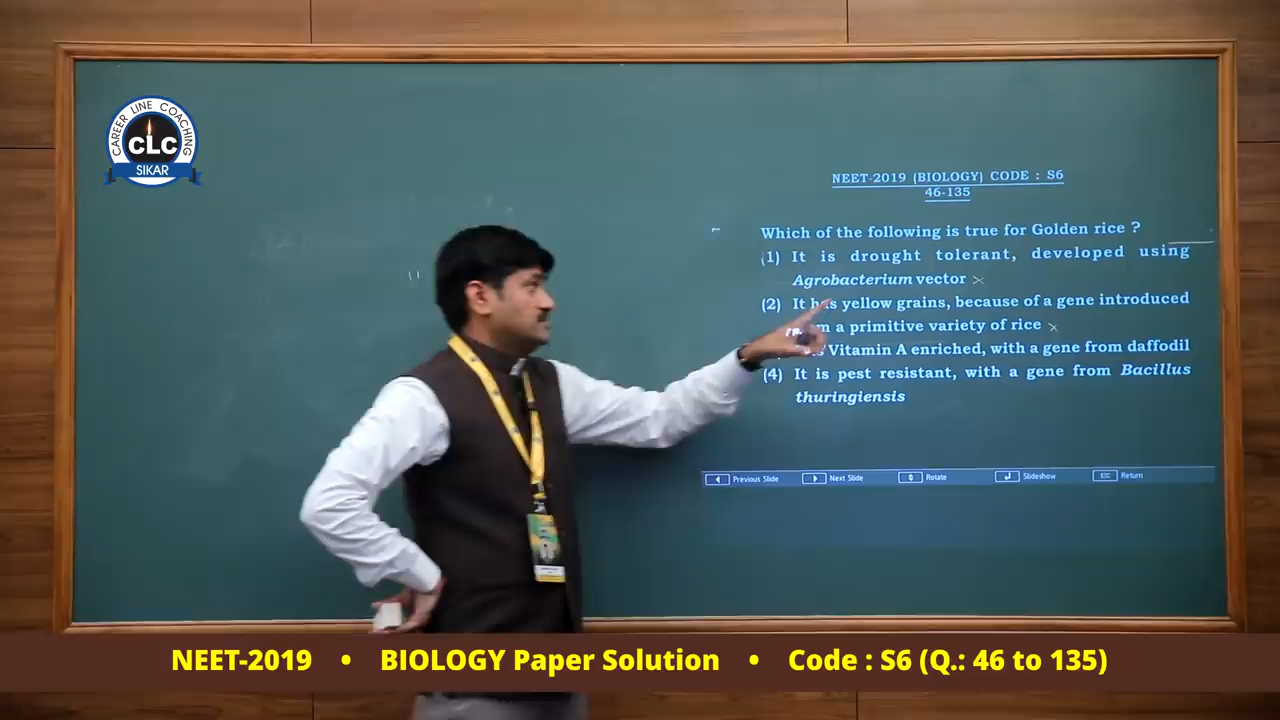 CAREER LINE COACHING
CLC
SIKAR
NEET-2019 (BIOLOGY) CODE : S6
46-135
Which of the following is true for Golden rice ?
(1) It is drought tolerant, developed using
Agrobacterium vector ×
(2) It has yellow grains, because of a gene introduced
a primitive variety of rice ×
Vitamin A enriched, with a gene from daffodil
(4) It is pest resistant, with a gene from Bacillus
thuringiensis
Previous Slide Next Slide Rotate Slideshow ESC Return
NEET-2019 • BIOLOGY Paper Solution • Code : S6 (Q.: 46 to 135)